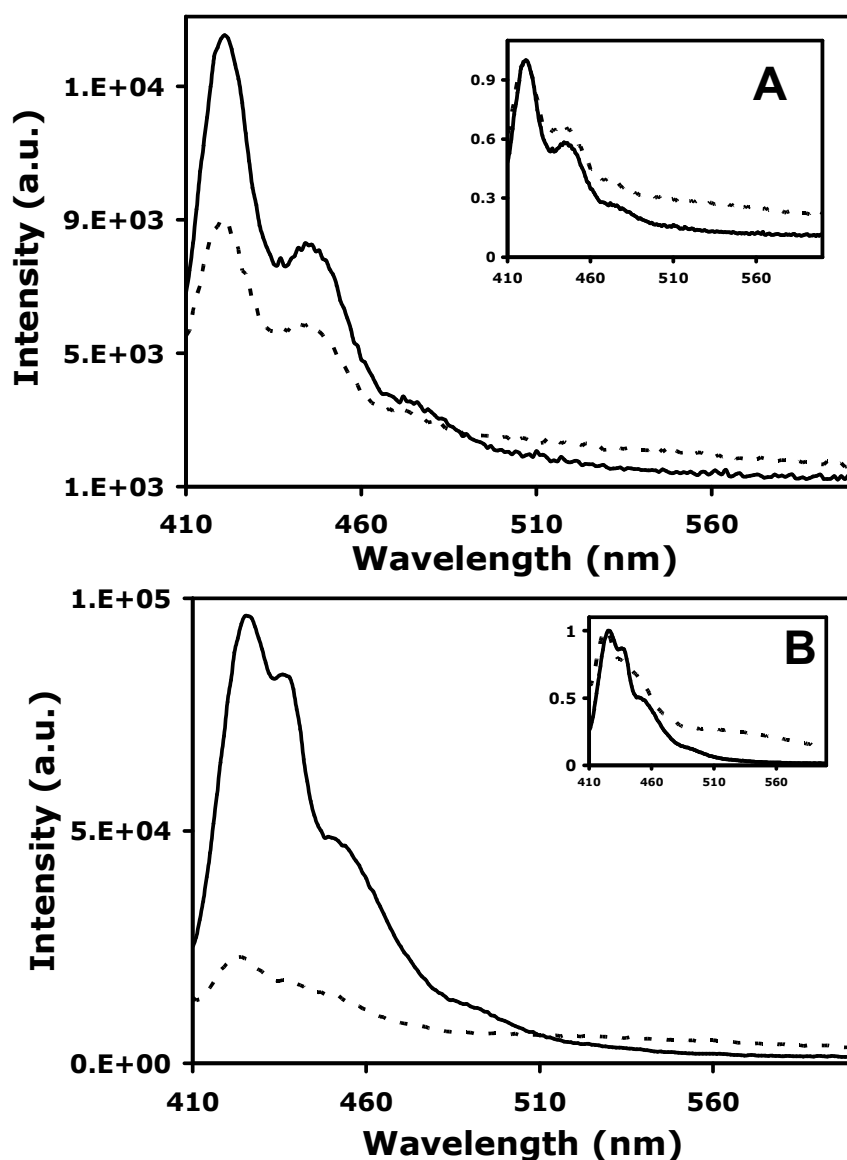 Intensity (a.u.)
1.E+04
9.E+03
5.E+03
1.E+03
410 460 510 560
Wavelength (nm)
A
0.9
0.6
0.3
0
410 460 510 560
Intensity (a.u.)
1.E+05
5.E+04
0.E+00
410 460 510 560
Wavelength (nm)
B
1
0.5
0
410 460 510 560